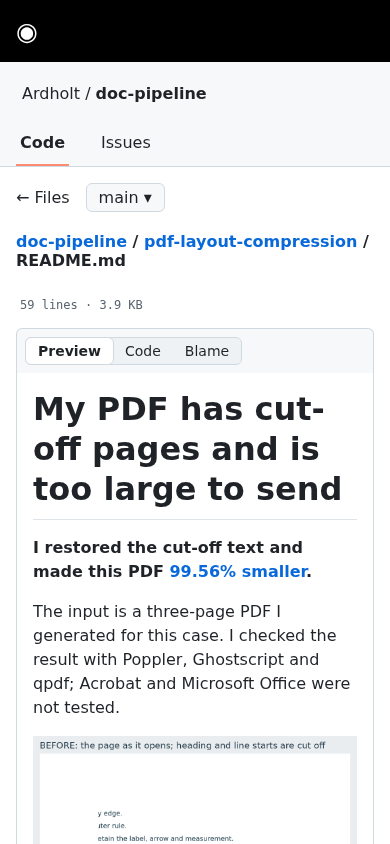 Ardholt / doc-pipeline
Code Issues
← Files main ▾
doc-pipeline / pdf-layout-compression /
README.md
59 lines · 3.9 KB
Preview Code Blame
My PDF has cut-
off pages and is
too large to send
I restored the cut-off text and
made this PDF 99.56% smaller.
The input is a three-page PDF I
generated for this case. I checked the
result with Poppler, Ghostscript and
qpdf; Acrobat and Microsoft Office were
not tested.
BEFORE: the page as it opens; heading and line starts are cut off
y edge.
uter rule.
etain the label, arrow and measurement.